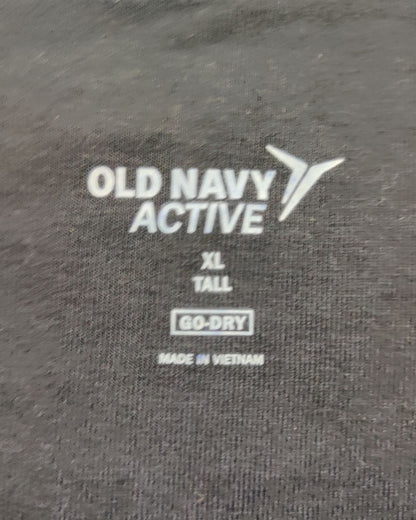 OLD NAVY
ACTIVE
XL
TALL
GO-DRY
MADE IN VIETNAM